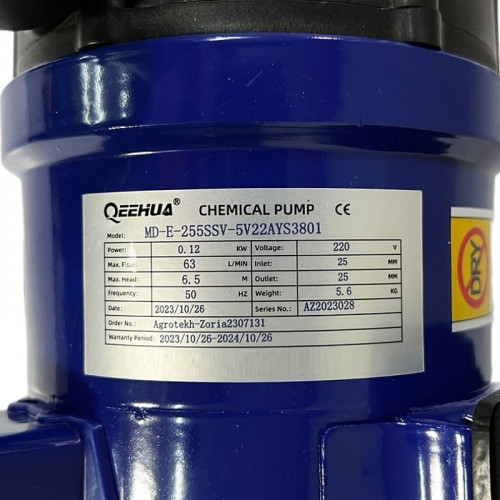 QEEHUA® CHEMICAL PUMP CE
Model: MD-E-255SSV-5V22AYS3801
Power: 0.12 KW Voltage: 220 V
Max. Flow: 63 L/MIN Inlet: 25 MM
Max. Head: 6.5 M Outlet: 25 MM
Frequency: 50 HZ Weight: 5.6 KG
Date: 2023/10/26 Series No.: AZ2023028
Order No.: Agrotekh-Zoria2307131
Warranty Period: 2023/10/26-2024/10/26
DRY